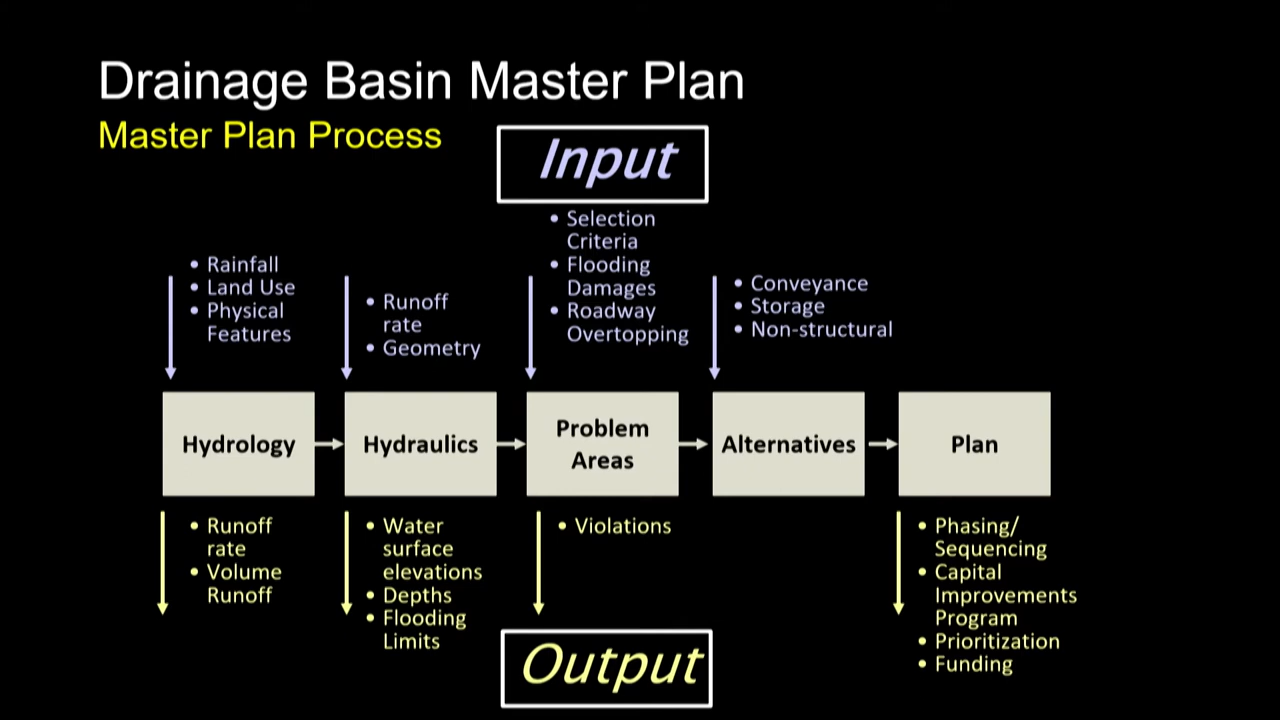 Drainage Basin Master Plan
Master Plan Process
Input
• Rainfall
• Land Use
• Physical
Features
• Runoff
rate
• Geometry
• Selection
Criteria
• Flooding
Damages
• Roadway
Overtopping
• Conveyance
• Storage
• Non-structural
Hydrology
Hydraulics
Problem
Areas
Alternatives
Plan
• Runoff
rate
• Volume
Runoff
• Water
surface
elevations
• Depths
• Flooding
Limits
• Violations
• Phasing/
Sequencing
• Capital
Improvements
Program
• Prioritization
• Funding
Output